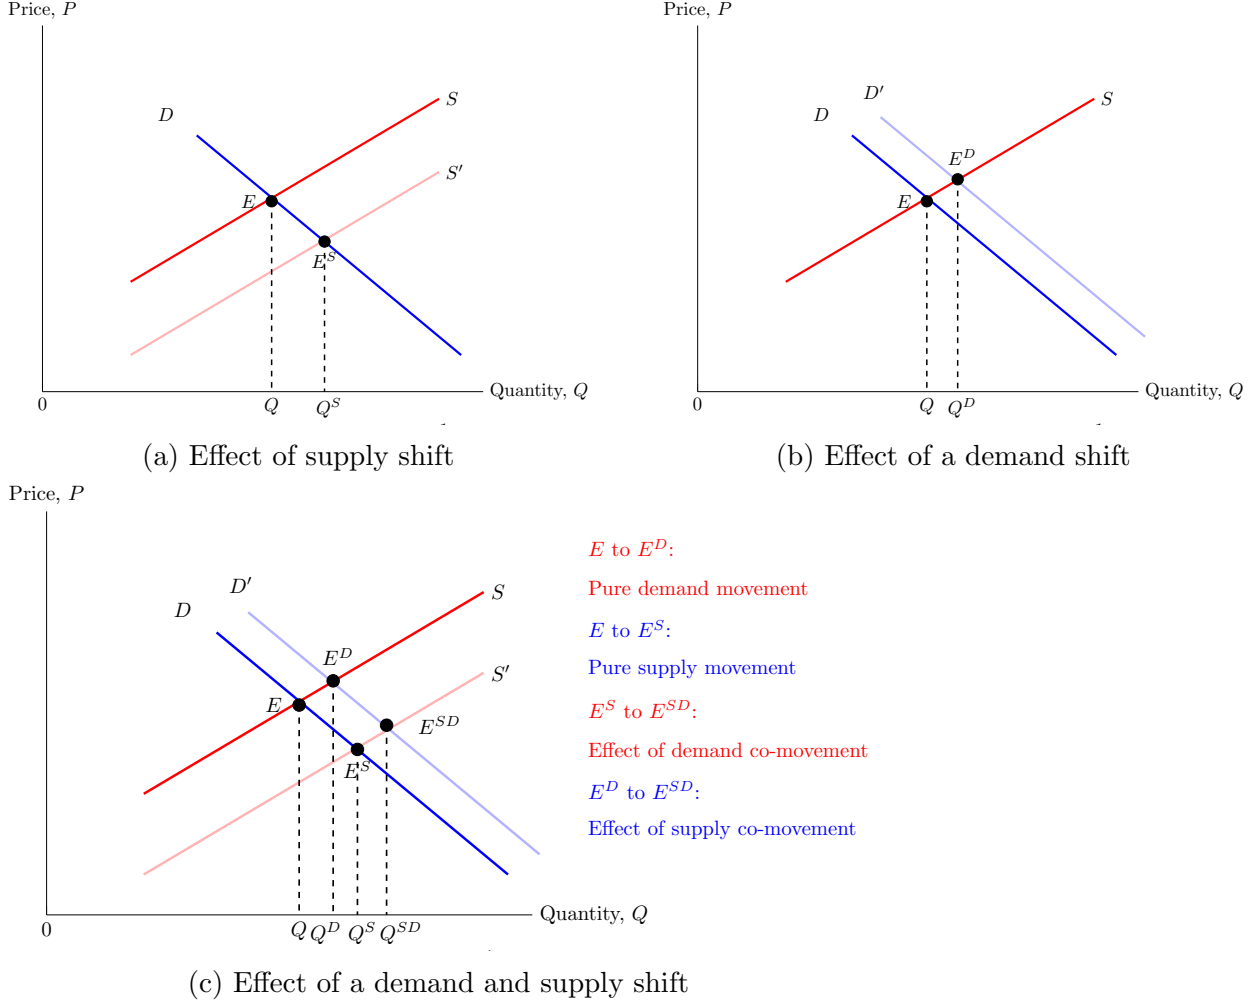 Price, P
D
S
S′
E
E^S
0
Q
Q^S
Quantity, Q
(a) Effect of supply shift
Price, P
D′
D
S
E^D
E
0
Q
Q^D
Quantity, Q
(b) Effect of a demand shift
Price, P
D′
D
S
E^D
S′
E
E^SD
E^S
0
Q
Q^D
Q^S
Q^SD
Quantity, Q
E to E^D:
Pure demand movement
E to E^S:
Pure supply movement
E^S to E^SD:
Effect of demand co-movement
E^D to E^SD:
Effect of supply co-movement
(c) Effect of a demand and supply shift